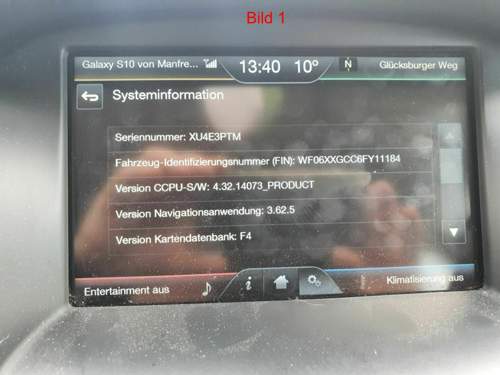 Bild 1
Galaxy S10 von Manfre... 13:40 10° N Glücksburger Weg
Systeminformation
Seriennummer: XU4E3PTM
Fahrzeug-Identifizierungsnummer (FIN): WF06XXGCC6FY11184
Version CCPU-S/W: 4.32.14073_PRODUCT
Version Navigationsanwendung: 3.62.5
Version Kartendatenbank: F4
Entertainment aus Klimatisierung aus